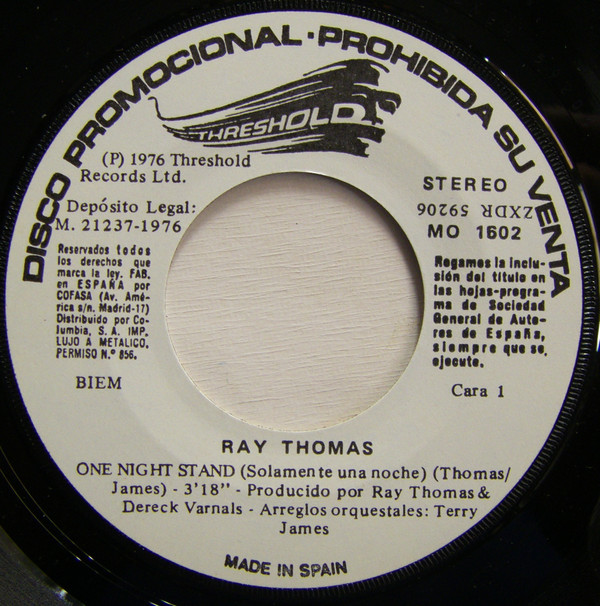 DISCO PROMOCIONAL · PROHIBIDA SU VENTA
THRESHOLD
(P) 1976 Threshold
Records Ltd.
Depósito Legal:
M. 21237-1976
Reservados todos
los derechos que
marca la ley. FAB.
en ESPAÑA por
COFASA (Av. Amé-
rica s/n. Madrid-17)
Distribuido por Co-
lumbia, S. A. IMP.
LUJO A METALICO.
PERMISO N.º 856.
BIEM
STEREO
ZXDR 59206
MO 1602
Rogamos la inclu-
sión del título en
las hojas-progra-
ma de Sociedad
General de Auto-
res de España,
siempre que se
ejecute.
Cara 1
RAY THOMAS
ONE NIGHT STAND (Solamente una noche) (Thomas/
James) - 3'18" - Producido por Ray Thomas &
Dereck Varnals - Arreglos orquestales: Terry
James
MADE IN SPAIN